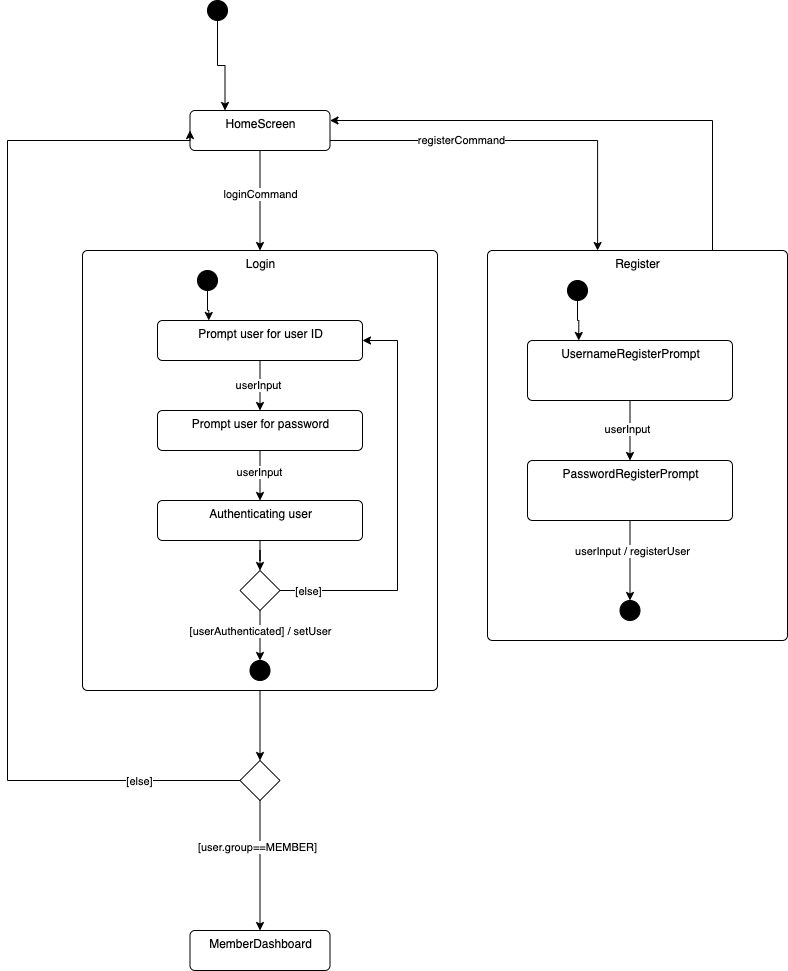 HomeScreen
registerCommand
loginCommand
Login
Register
Prompt user for user ID
UsernameRegisterPrompt
userInput
Prompt user for password
userInput
userInput
PasswordRegisterPrompt
Authenticating user
userInput / registerUser
[else]
[userAuthenticated] / setUser
[else]
[user.group==MEMBER]
MemberDashboard